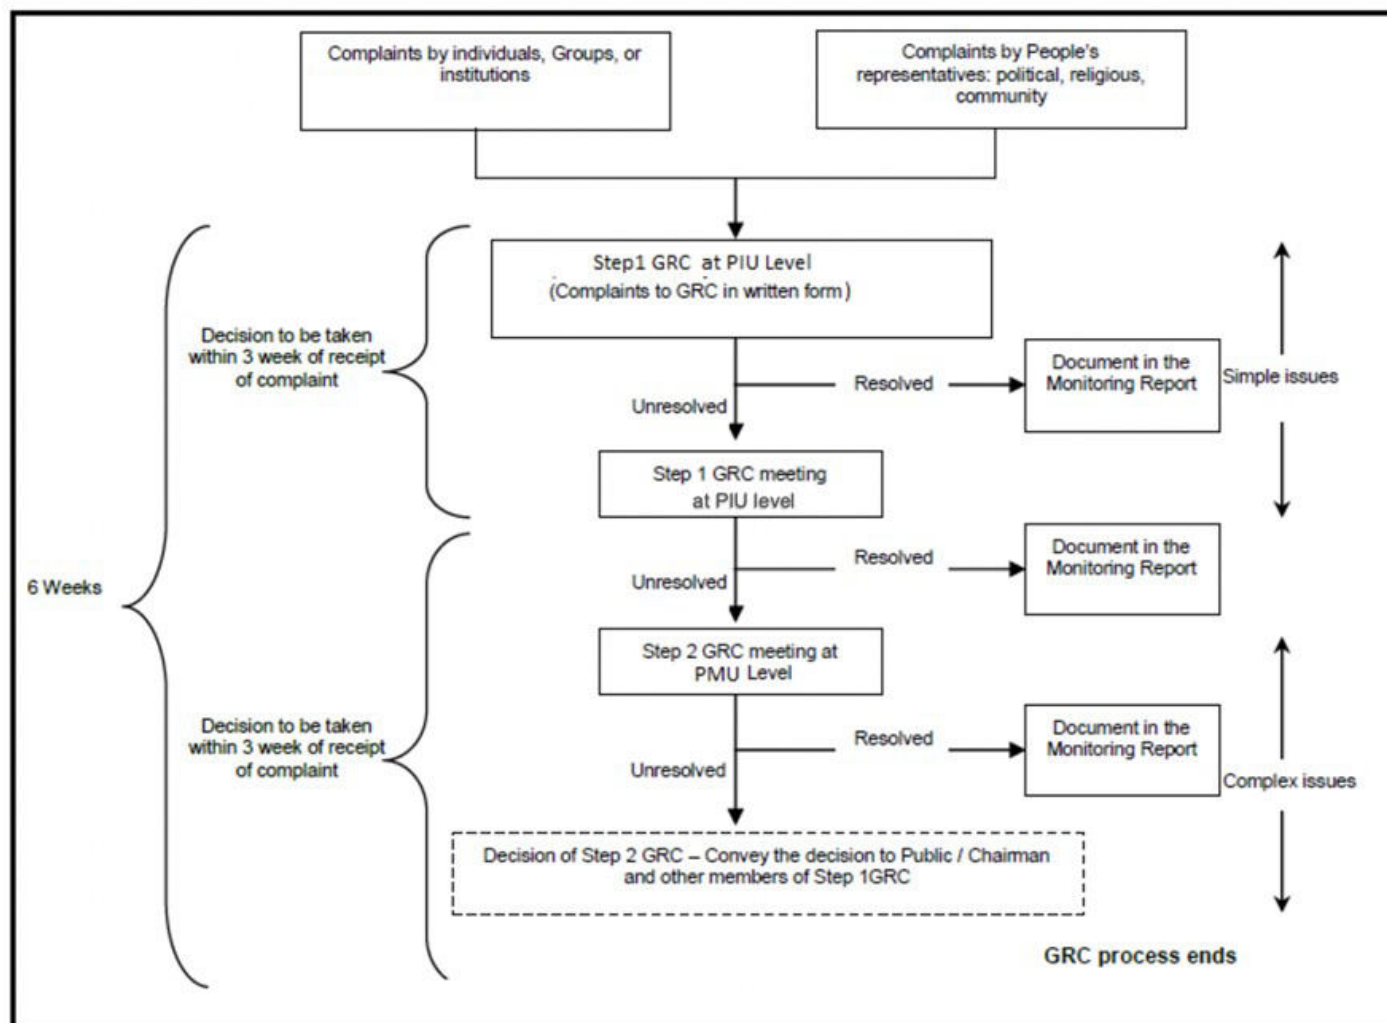 Complaints by individuals, Groups, or
institutions
Complaints by People's
representatives: political, religious,
community
Step1 GRC at PIU Level
(Complaints to GRC in written form)
Decision to be taken
within 3 week of receipt
of complaint
Resolved
Document in the
Monitoring Report
Simple issues
Unresolved
Step 1 GRC meeting
at PIU level
Resolved
Document in the
Monitoring Report
Unresolved
6 Weeks
Step 2 GRC meeting at
PMU Level
Decision to be taken
within 3 week of receipt
of complaint
Resolved
Document in the
Monitoring Report
Unresolved
Complex issues
Decision of Step 2 GRC – Convey the decision to Public / Chairman
and other members of Step 1GRC
GRC process ends